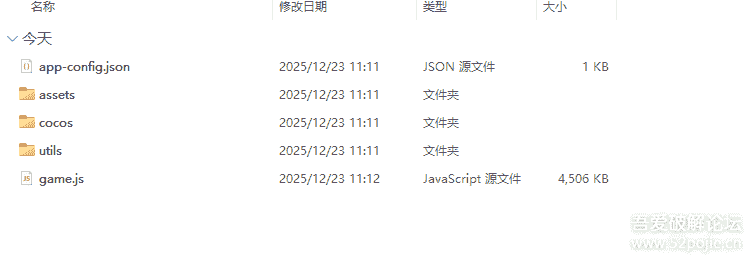 名称 修改日期 类型 大小
今天
app-config.json 2025/12/23 11:11 JSON 源文件 1 KB
assets 2025/12/23 11:11 文件夹
cocos 2025/12/23 11:11 文件夹
utils 2025/12/23 11:11 文件夹
game.js 2025/12/23 11:12 JavaScript 源文件 4,506 KB
吾爱破解论坛
www.52pojie.cn